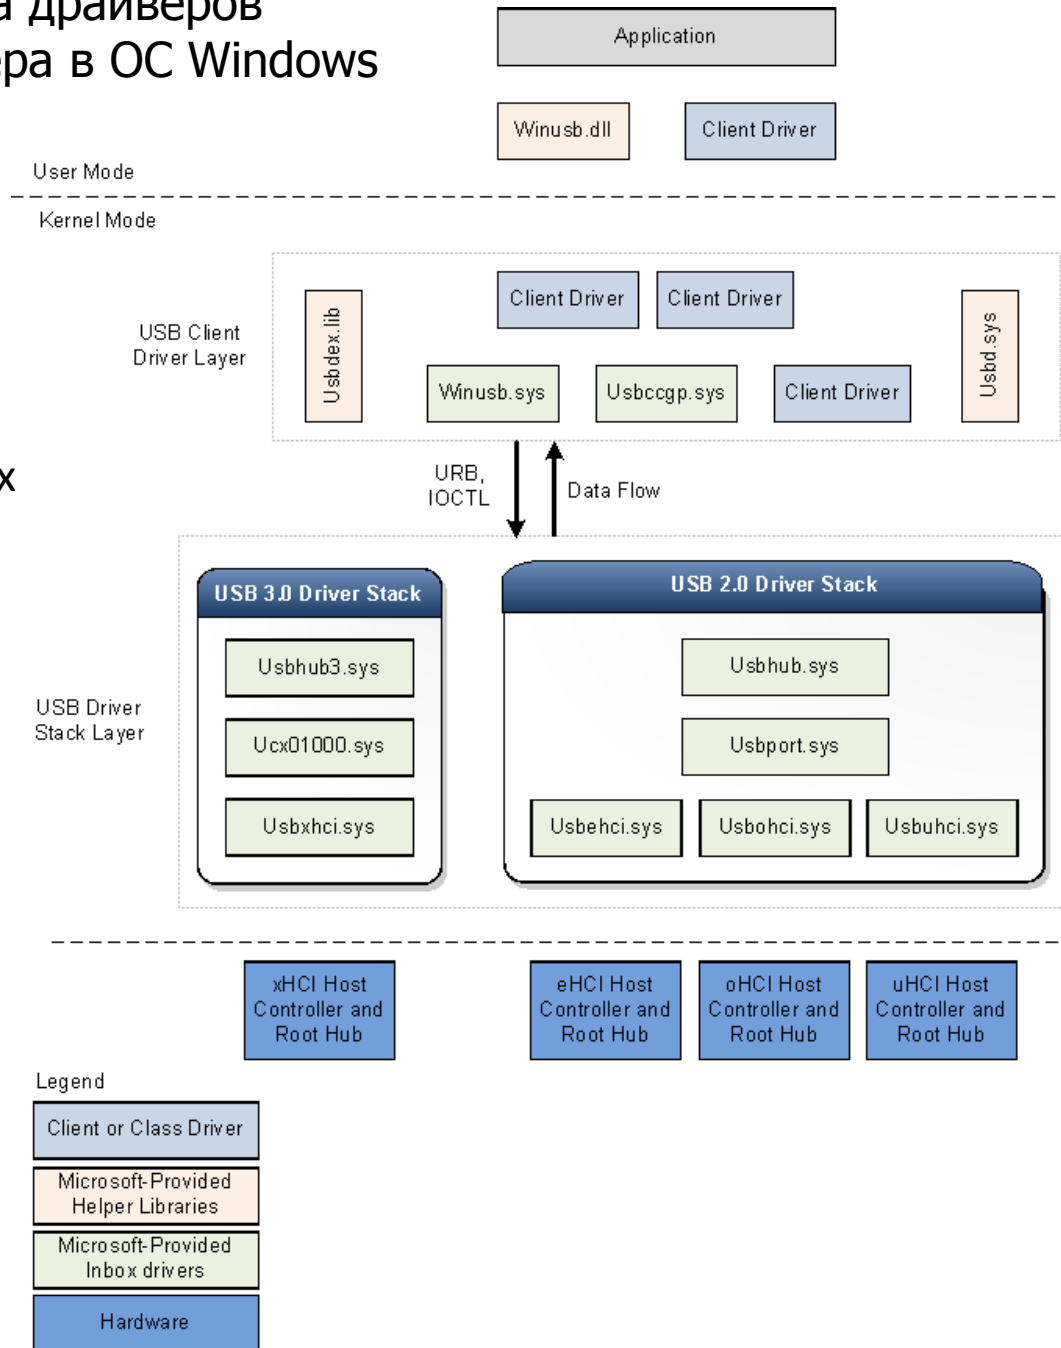 драйверов
в ОС Windows
Application
Winusb.dll
Client Driver
User Mode
Kernel Mode
USB Client
Driver Layer
Usbdex.lib
Client Driver
Client Driver
Winusb.sys
Usbccgp.sys
Client Driver
Usbd.sys
URB,
IOCTL
Data Flow
USB Driver
Stack Layer
USB 3.0 Driver Stack
Usbhub3.sys
Ucx01000.sys
Usbxhci.sys
USB 2.0 Driver Stack
Usbhub.sys
Usbport.sys
Usbehci.sys
Usbohci.sys
Usbuhci.sys
xHCI Host
Controller and
Root Hub
eHCI Host
Controller and
Root Hub
oHCI Host
Controller and
Root Hub
uHCI Host
Controller and
Root Hub
Legend
Client or Class Driver
Microsoft-Provided
Helper Libraries
Microsoft-Provided
Inbox drivers
Hardware